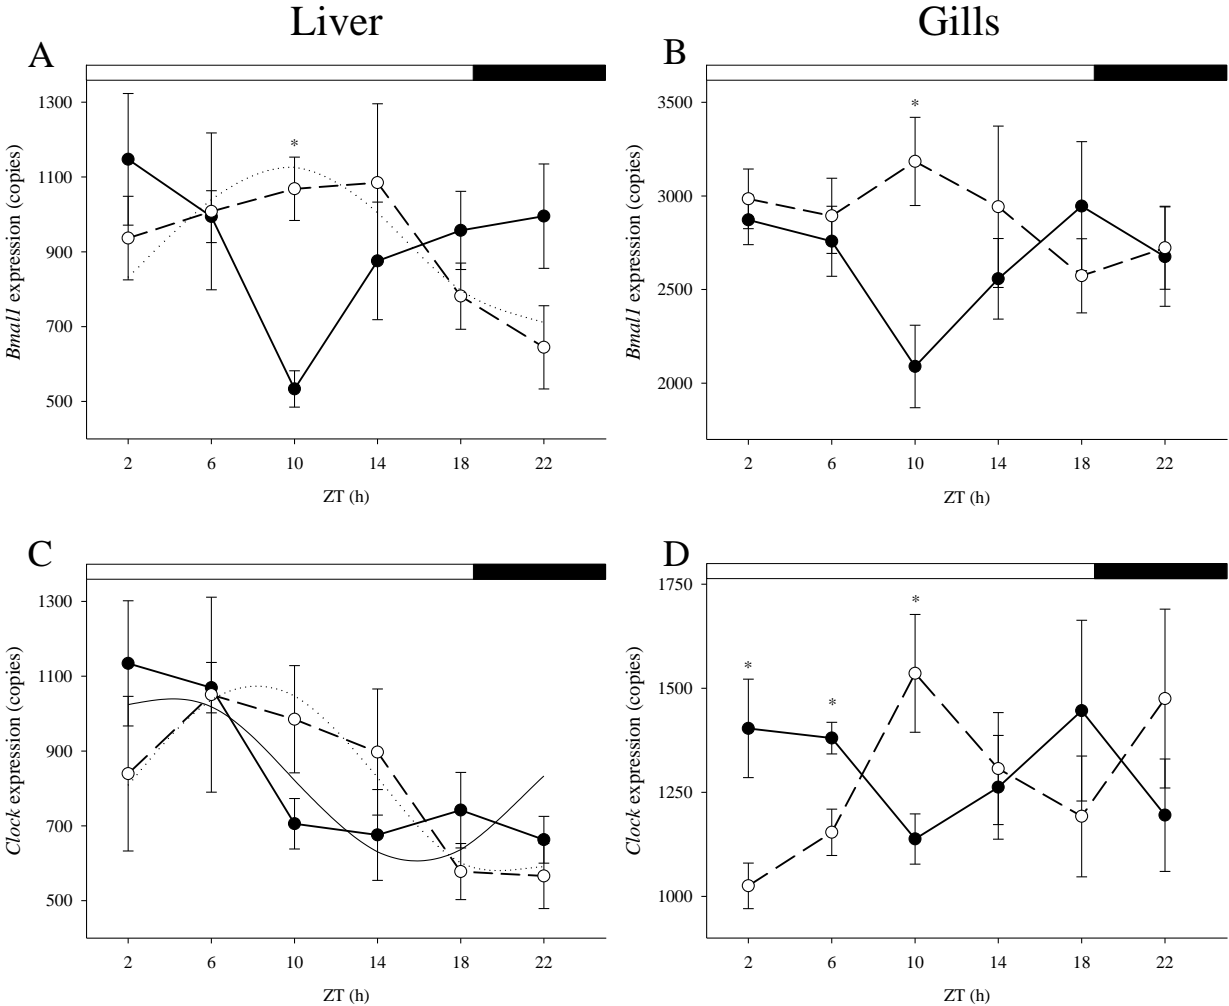 Liver
Gills
A
B
1300
1100
900
700
500
Bmal1 expression (copies)
*
2 6 10 14 18 22
ZT (h)
3500
3000
2500
2000
Bmal1 expression (copies)
*
2 6 10 14 18 22
ZT (h)
C
D
1300
1100
900
700
500
Clock expression (copies)
2 6 10 14 18 22
ZT (h)
1750
1500
1250
1000
Clock expression (copies)
*
*
*
2 6 10 14 18 22
ZT (h)